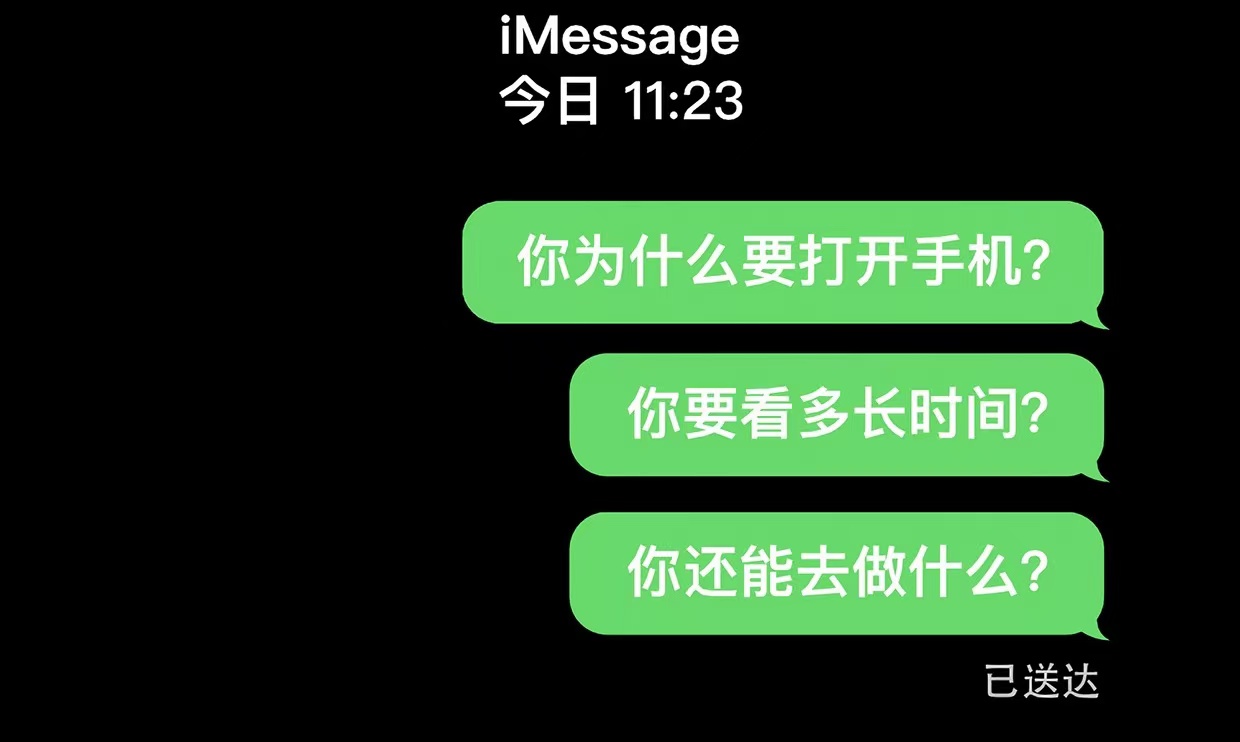 iMessage
今日 11:23
你为什么要打开手机?
你要看多长时间?
你还能去做什么?
已送达